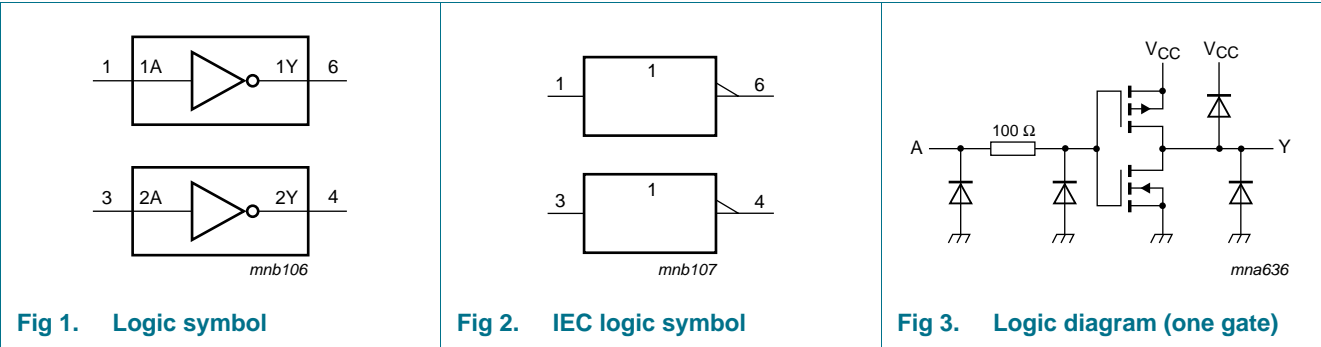 1 1A 1Y 6
3 2A 2Y 4
mnb106
Fig 1. Logic symbol
1 1 6
3 1 4
mnb107
Fig 2. IEC logic symbol
VCC VCC
100 Ω
A Y
mna636
Fig 3. Logic diagram (one gate)